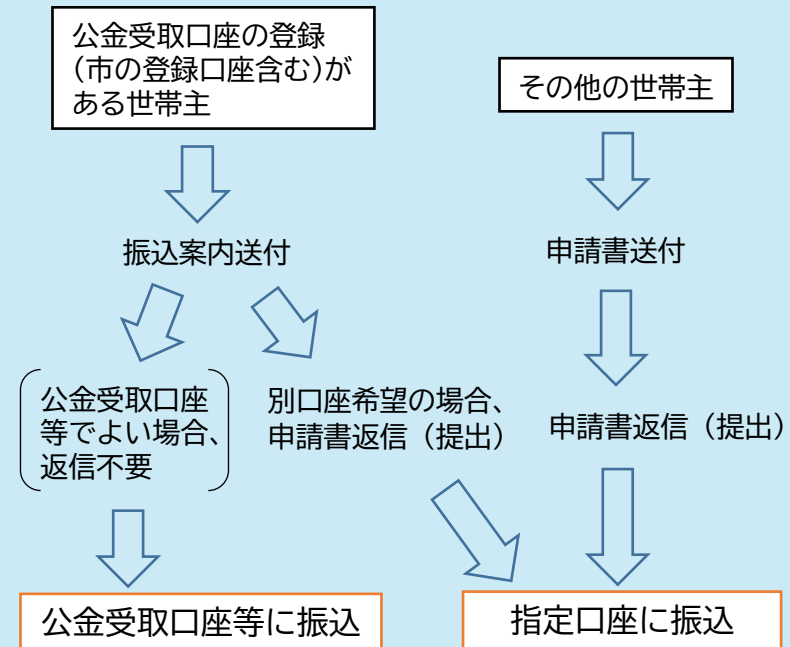 公金受取口座の登録
（市の登録口座含む）が
ある世帯主
その他の世帯主
振込案内送付
申請書送付
公金受取口座
等でよい場合、
返信不要
別口座希望の場合、
申請書返信（提出）
申請書返信（提出）
公金受取口座等に振込
指定口座に振込